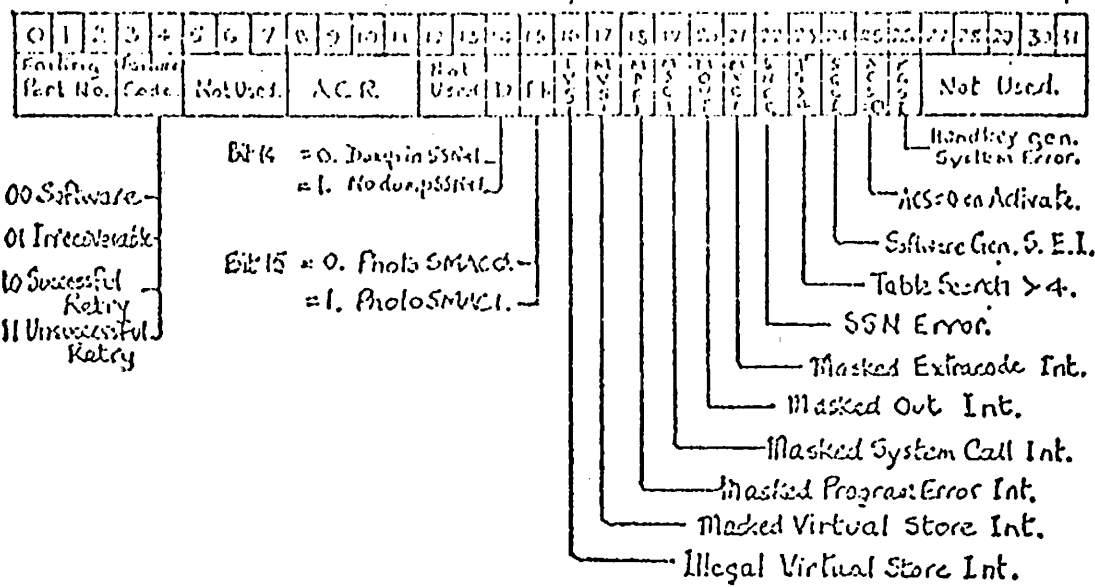 0 1 2 3 4 5 6 7 8 9 10 11 12 13 14 15 16 17 18 19 20 21 22 23 24 25 26 27 28 29 30 31
Failing Part No.
Failure Code.
Not Used.
A.C.R.
Not Used
D
Not Used.
Bit 14 = 0. Dump in
= 1. No dump
00 Software
01 Irrecoverable
10 Successful Retry
11 Unsuccessful Retry
Bit 15 = 0. Photo
= 1. Photo
Handkey gen. System Error.
ACS=0 on Activate.
Software Gen. S.E.I.
Table Search > 4.
SSN Error.
Masked Extracode Int.
Masked Out Int.
Masked System Call Int.
Masked Program Error Int.
Masked Virtual Store Int.
Illegal Virtual Store Int.